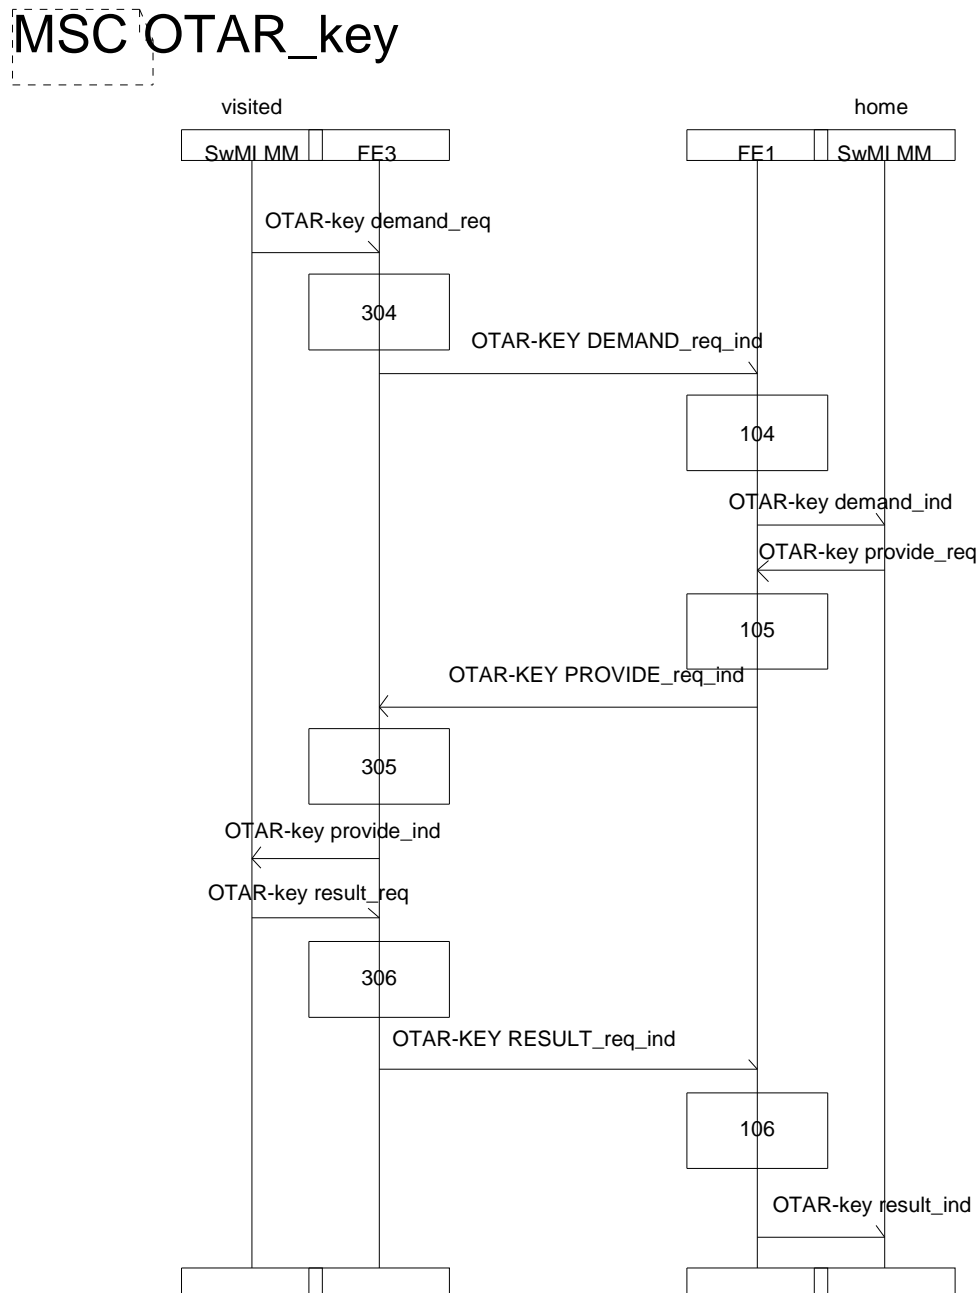 MSC OTAR_key
visited home
SwMI MM FE3 FE1 SwMI MM
OTAR-key demand_req
304
OTAR-KEY DEMAND_req_ind
104
OTAR-key demand_ind
OTAR-key provide_req
105
OTAR-KEY PROVIDE_req_ind
305
OTAR-key provide_ind
OTAR-key result_req
306
OTAR-KEY RESULT_req_ind
106
OTAR-key result_ind